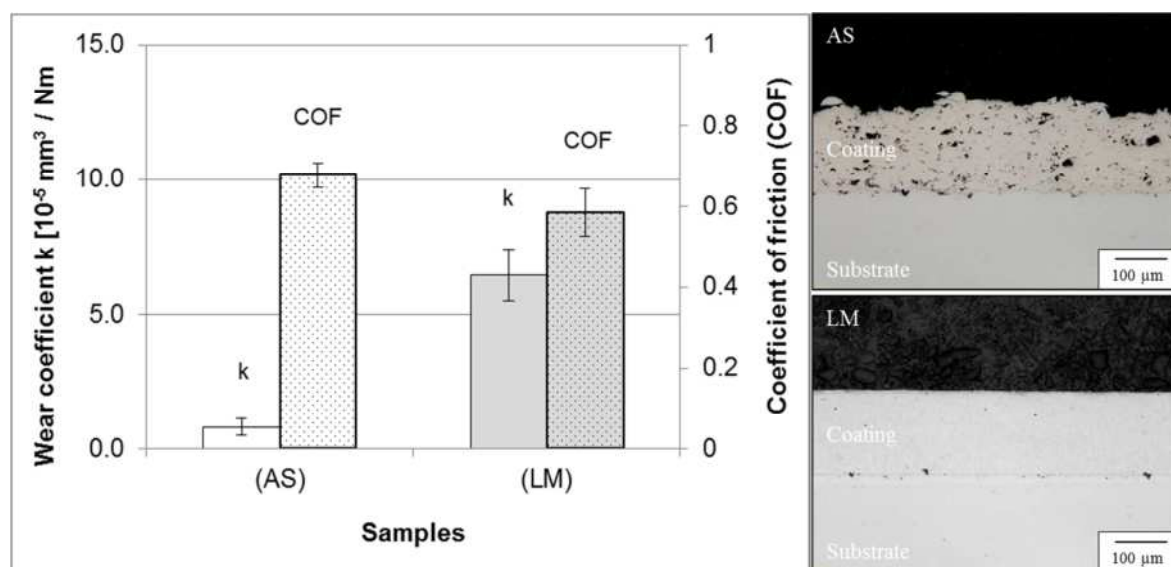 Wear coefficient k [10⁻⁵ mm³ / Nm
15.0
10.0
5.0
0.0
COF
k
COF
k
(AS)
(LM)
Samples
1
0.8
0.6
0.4
0.2
0
Coefficient of friction (COF)
AS
Coating
Substrate
100 µm
LM
Coating
Substrate
100 µm